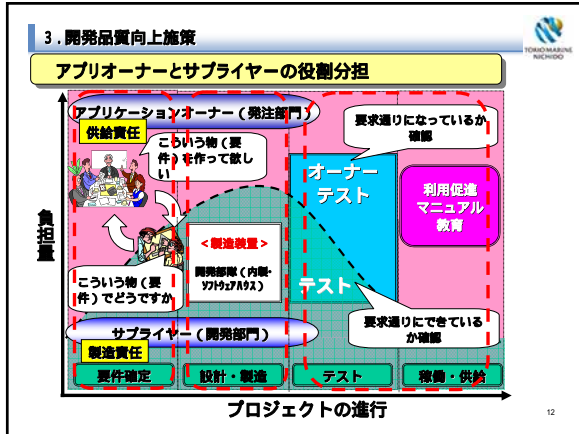 3.開発品質向上施策
TOKIO MARINE
NICHIDO
アプリオーナーとサプライヤーの役割分担
アプリケーションオーナー(発注部門)
供給責任
こういう物(要
件)を作って欲し
い
要求通りになっているか
確認
オーナー
テスト
利用促進
マニュアル
教育
負担量
<製造装置>
開発部隊(内製・
ソフトウェアハウス)
こういう物(要
件)でどうですか
テスト
要求通りにできている
か確認
サプライヤー(開発部門)
製造責任
要件確定
設計・製造
テスト
稼働・供給
プロジェクトの進行
12